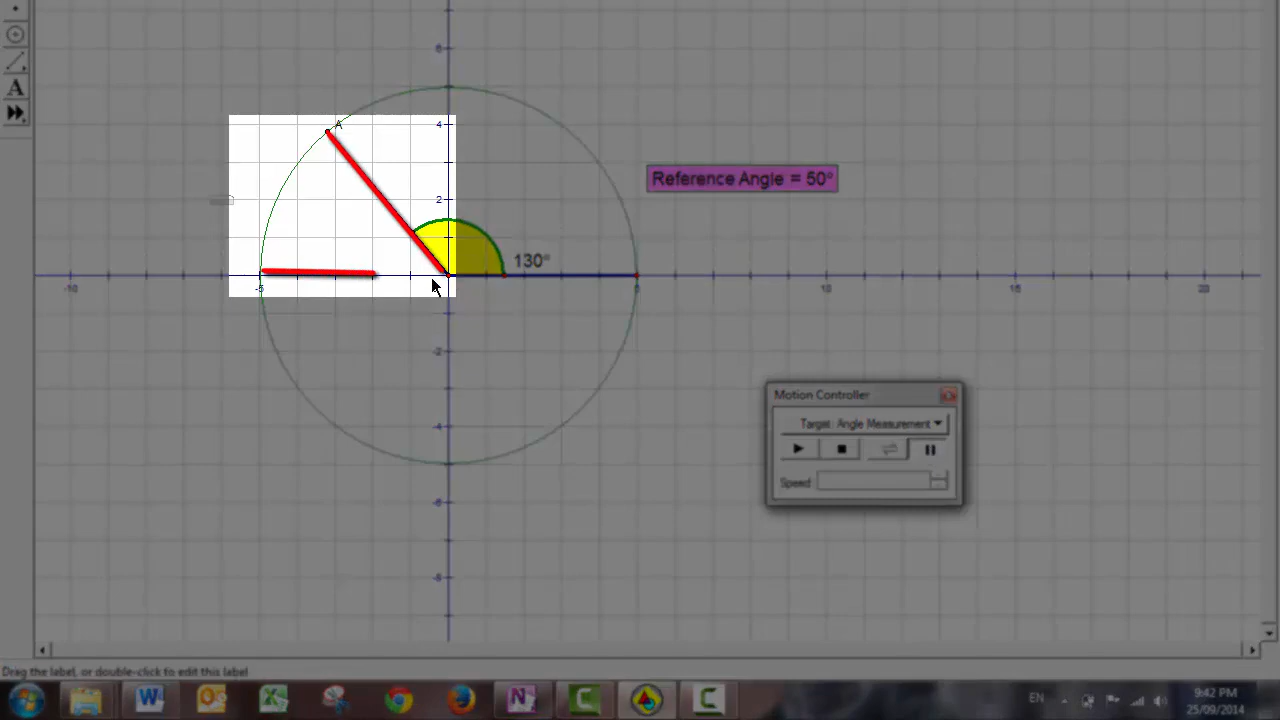 A
6
A
4
Reference Angle = 50°
2
130°
-10
-5
5
10
15
20
-2
Motion Controller
Target: Angle Measurement
-4
Speed:
-6
-8
Drag the label, or double-click to edit this label
EN
9:42 PM
25/09/2014